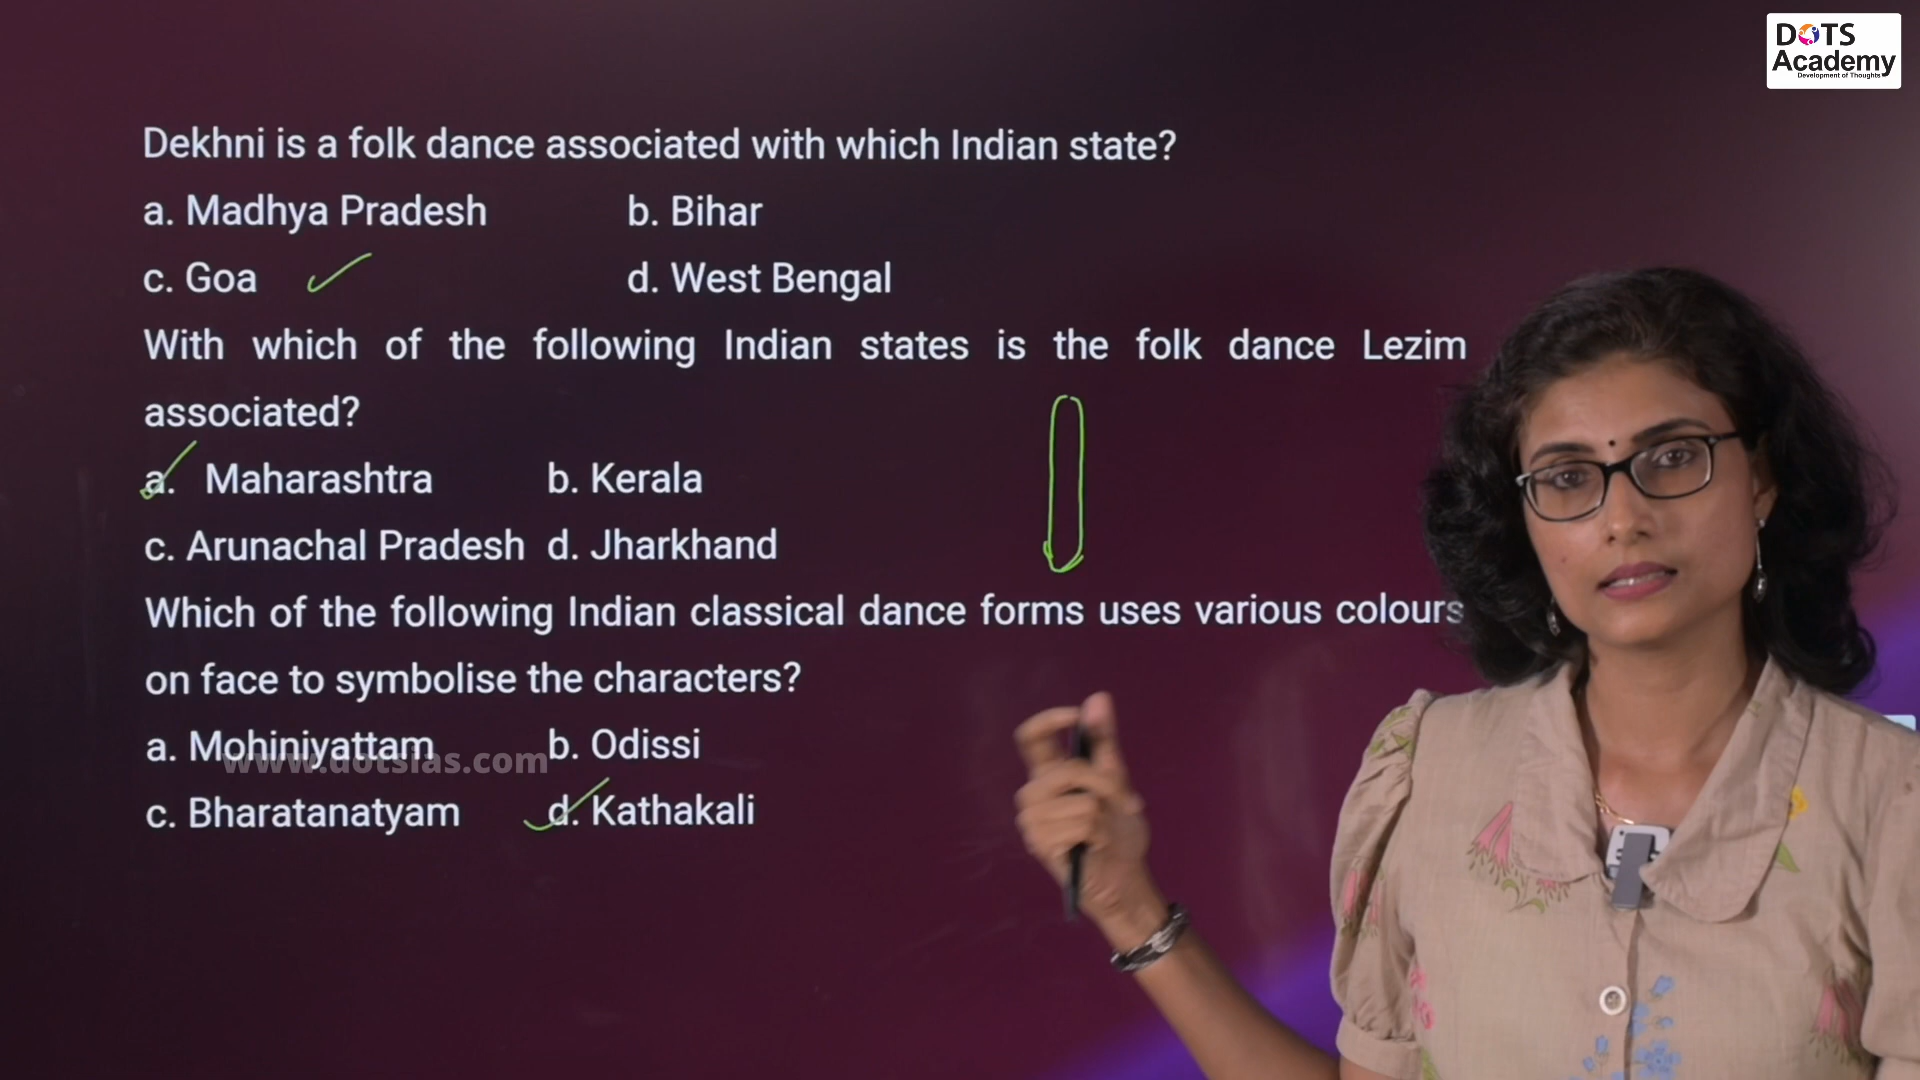 DOTS
Academy
Development of Thoughts
Dekhni is a folk dance associated with which Indian state?
a. Madhya Pradesh b. Bihar
c. Goa d. West Bengal
With which of the following Indian states is the folk dance Lezim
associated?
a. Maharashtra b. Kerala
c. Arunachal Pradesh d. Jharkhand
Which of the following Indian classical dance forms uses various colours
on face to symbolise the characters?
a. Mohiniyattam b. Odissi
www.dotsias.com
c. Bharatanatyam d. Kathakali